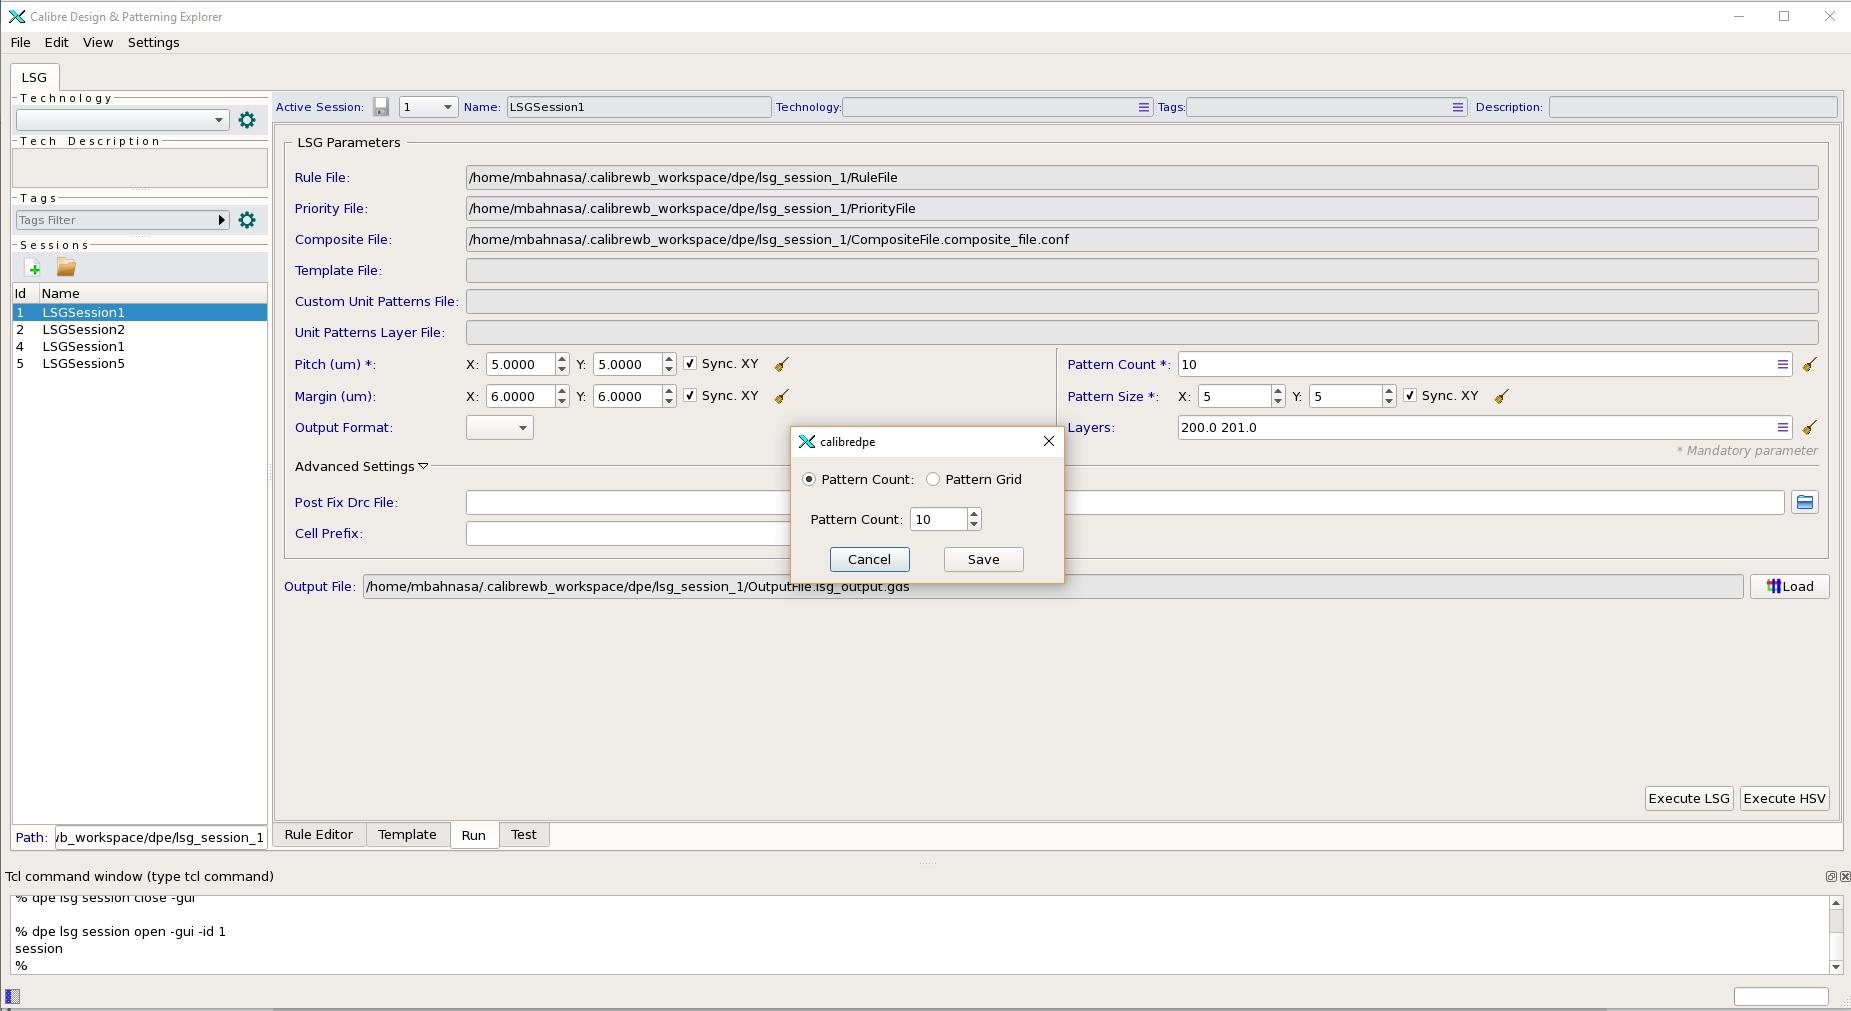 Calibre Design & Patterning Explorer
File Edit View Settings
LSG
Technology
Tech Description
Tags
Tags Filter
Sessions
Id Name
1 LSGSession1
2 LSGSession2
4 LSGSession1
5 LSGSession5
Path: /b_workspace/dpe/lsg_session_1
Active Session: 1 Name: LSGSession1 Technology: Tags: Description:
LSG Parameters
Rule File: /home/mbahnasa/.calibrewb_workspace/dpe/lsg_session_1/RuleFile
Priority File: /home/mbahnasa/.calibrewb_workspace/dpe/lsg_session_1/PriorityFile
Composite File: /home/mbahnasa/.calibrewb_workspace/dpe/lsg_session_1/CompositeFile.composite_file.conf
Template File:
Custom Unit Patterns File:
Unit Patterns Layer File:
Pitch (um) *: X: 5.0000 Y: 5.0000 Sync. XY Pattern Count *: 10
Margin (um): X: 6.0000 Y: 6.0000 Sync. XY Pattern Size *: X: 5 Y: 5 Sync. XY
Output Format: Layers: 200.0 201.0
* Mandatory parameter
Advanced Settings
Post Fix Drc File:
Cell Prefix:
calibredpe
Pattern Count: Pattern Grid
Pattern Count: 10
Cancel Save
Output File: /home/mbahnasa/.calibrewb_workspace/dpe/lsg_session_1/OutputFile.lsg_output.gds Load
Execute LSG Execute HSV
Rule Editor Template Run Test
Tcl command window (type tcl command)
% dpe lsg session close -gui
% dpe lsg session open -gui -id 1
session
%